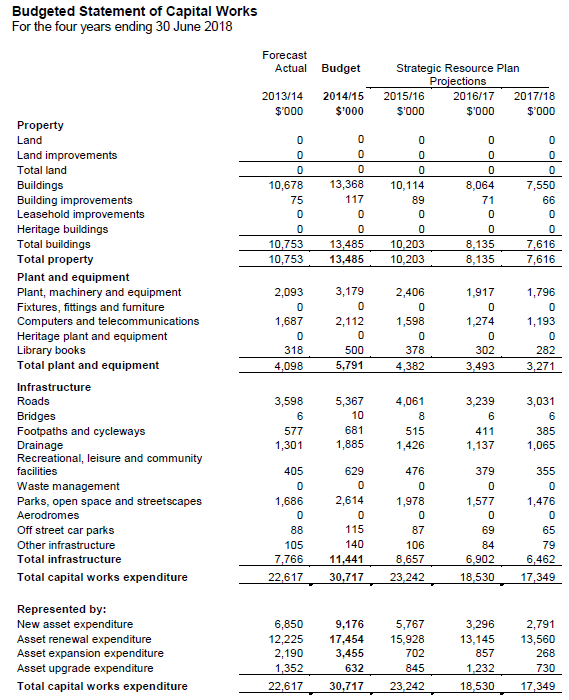 Budgeted Statement of Capital Works
For the four years ending 30 June 2018
Forecast
Actual Budget Strategic Resource Plan
Projections
2013/14 2014/15 2015/16 2016/17 2017/18
$'000 $'000 $'000 $'000 $'000
Property
Land 0 0 0 0 0
Land improvements 0 0 0 0 0
Total land 0 0 0 0 0
Buildings 10,678 13,368 10,114 8,064 7,550
Building improvements 75 117 89 71 66
Leasehold improvements 0 0 0 0 0
Heritage buildings 0 0 0 0 0
Total buildings 10,753 13,485 10,203 8,135 7,616
Total property 10,753 13,485 10,203 8,135 7,616
Plant and equipment
Plant, machinery and equipment 2,093 3,179 2,406 1,917 1,796
Fixtures, fittings and furniture 0 0 0 0 0
Computers and telecommunications 1,687 2,112 1,598 1,274 1,193
Heritage plant and equipment 0 0 0 0 0
Library books 318 500 378 302 282
Total plant and equipment 4,098 5,791 4,382 3,493 3,271
Infrastructure
Roads 3,598 5,367 4,061 3,239 3,031
Bridges 6 10 8 6 6
Footpaths and cycleways 577 681 515 411 385
Drainage 1,301 1,885 1,426 1,137 1,065
Recreational, leisure and community
facilities 405 629 476 379 355
Waste management 0 0 0 0 0
Parks, open space and streetscapes 1,686 2,614 1,978 1,577 1,476
Aerodromes 0 0 0 0 0
Off street car parks 88 115 87 69 65
Other infrastructure 105 140 106 84 79
Total infrastructure 7,766 11,441 8,657 6,902 6,462
Total capital works expenditure 22,617 30,717 23,242 18,530 17,349
Represented by:
New asset expenditure 6,850 9,176 5,767 3,296 2,791
Asset renewal expenditure 12,225 17,454 15,928 13,145 13,560
Asset expansion expenditure 2,190 3,455 702 857 268
Asset upgrade expenditure 1,352 632 845 1,232 730
Total capital works expenditure 22,617 30,717 23,242 18,530 17,349